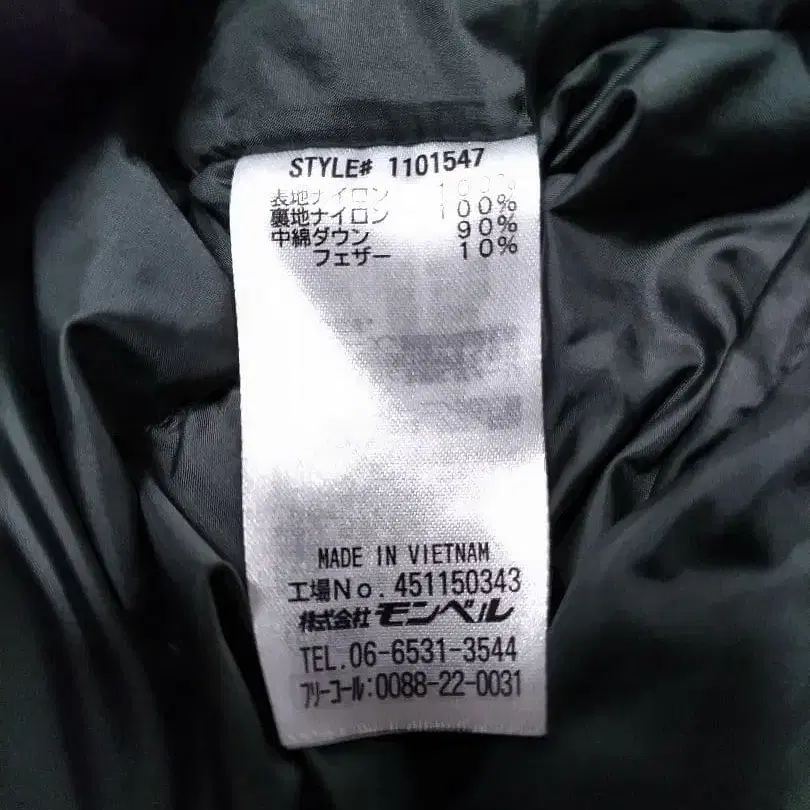 STYLE# 1101547
表地ナイロン 100%
裏地ナイロン 100%
中綿ダウン 90%
フェザー 10%
MADE IN VIETNAM
工場No. 451150343
株式会社 モンベル
TEL.06-6531-3544
フリーコール:0088-22-0031